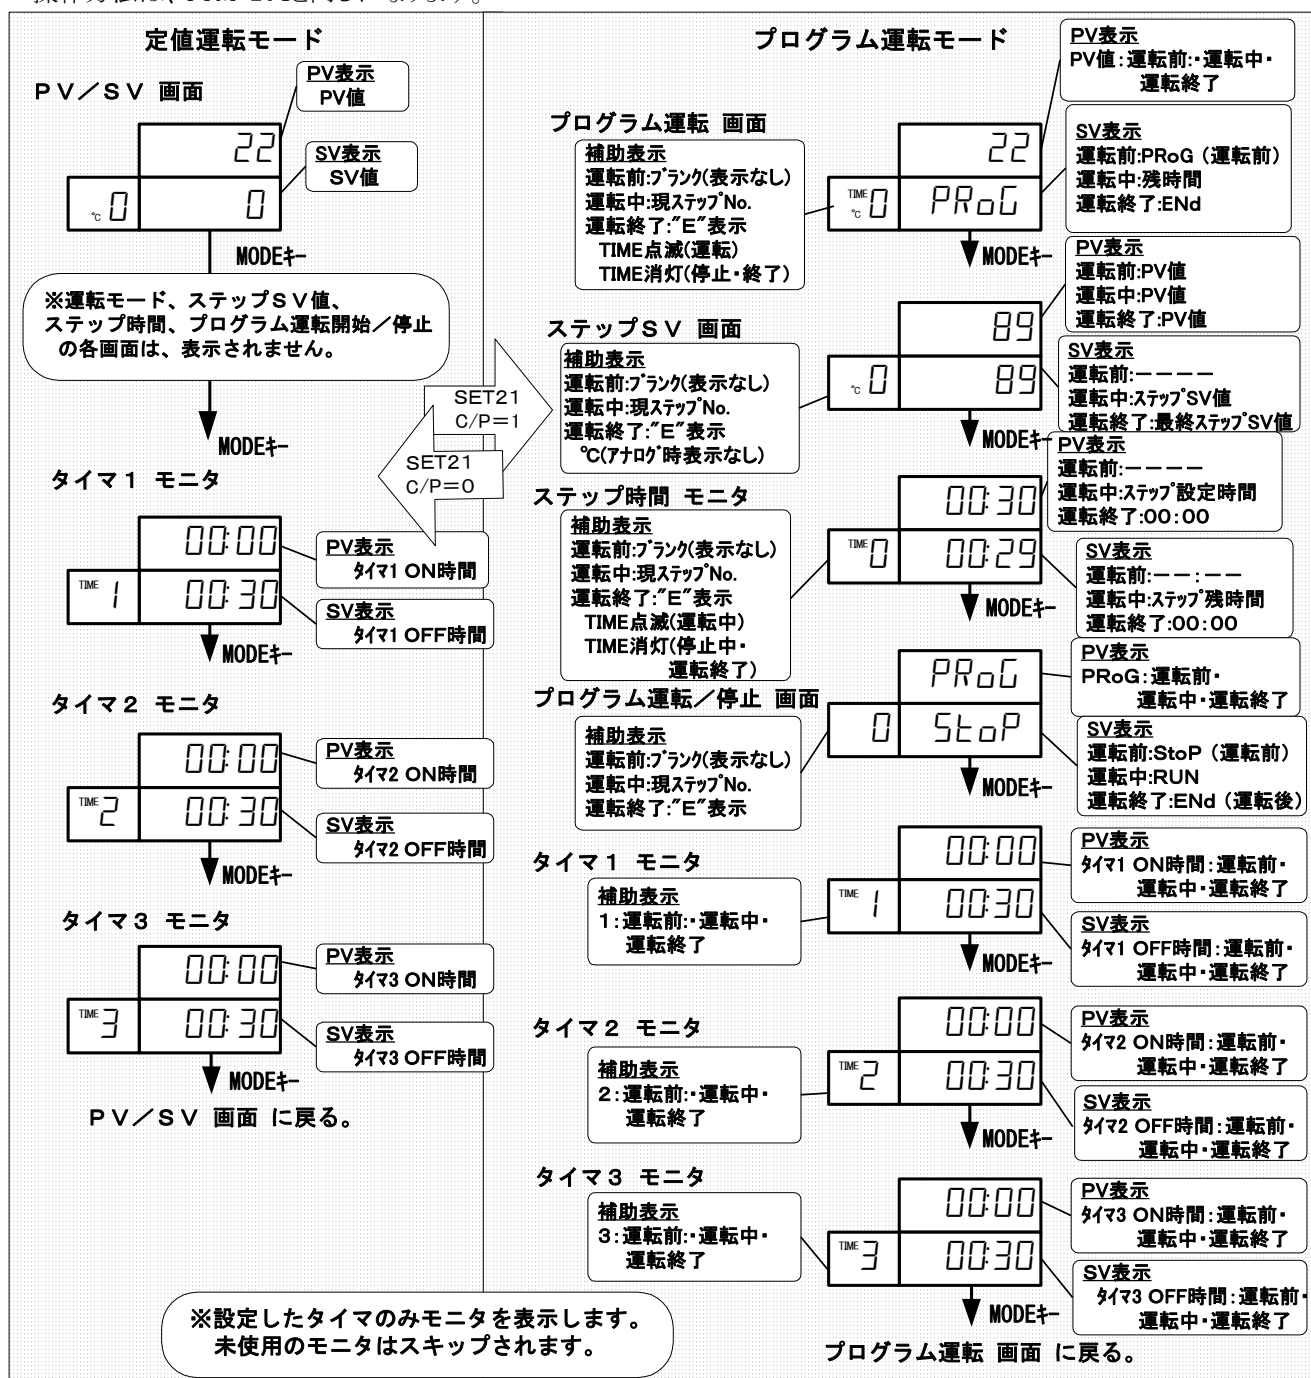 定値運転モード
PV／SV 画面
PV表示
PV値
22
SV表示
SV値
℃ 0
0
MODEキー
※運転モード、ステップSV値、
ステップ時間、プログラム運転開始／停止
の各画面は、表示されません。
MODEキー
SET21
C/P=1
SET21
C/P=0
タイマ1 モニタ
00:00
PV表示
タイマ1 ON時間
TIME 1
00:30
SV表示
タイマ1 OFF時間
MODEキー
タイマ2 モニタ
00:00
PV表示
タイマ2 ON時間
TIME 2
00:30
SV表示
タイマ2 OFF時間
MODEキー
タイマ3 モニタ
00:00
PV表示
タイマ3 ON時間
TIME 3
00:30
SV表示
タイマ3 OFF時間
MODEキー
PV／SV 画面 に戻る。
プログラム運転モード
PV表示
PV値：運転前:・運転中・
運転終了
プログラム運転 画面
補助表示
運転前:ブランク(表示なし)
運転中:現ステップNo.
運転終了:"E"表示
TIME点滅(運転)
TIME消灯(停止・終了)
22
TIME
℃ 0
PRoG
SV表示
運転前:PRoG（運転前）
運転中:残時間
運転終了:ENd
MODEキー
PV表示
運転前:PV値
運転中:PV値
運転終了:PV値
ステップSV 画面
補助表示
運転前:ブランク(表示なし)
運転中:現ステップNo.
運転終了:"E"表示
℃(アナログ時表示なし)
89
℃ 0
89
SV表示
運転前:－－－－
運転中:ステップSV値
運転終了:最終ステップSV値
MODEキー
PV表示
運転前:－－－－
運転中:ステップ設定時間
運転終了:00:00
ステップ時間 モニタ
補助表示
運転前:ブランク(表示なし)
運転中:現ステップNo.
運転終了:"E"表示
TIME点滅(運転中)
TIME消灯(停止中・
運転終了)
00:30
TIME 0
00:29
SV表示
運転前:－－:－－
運転中:ステップ残時間
運転終了:00:00
MODEキー
プログラム運転／停止 画面
補助表示
運転前:ブランク(表示なし)
運転中:現ステップNo.
運転終了:"E"表示
PRoG
0
StoP
PV表示
PRoG：運転前・
運転中・運転終了
SV表示
運転前:StoP（運転前）
運転中:RUN
運転終了:ENd（運転後）
MODEキー
タイマ1 モニタ
補助表示
1:運転前:・運転中・
運転終了
00:00
TIME 1
00:30
PV表示
タイマ1 ON時間：運転前・
運転中・運転終了
SV表示
タイマ1 OFF時間：運転前・
運転中・運転終了
MODEキー
タイマ2 モニタ
補助表示
2:運転前:・運転中・
運転終了
00:00
TIME 2
00:30
PV表示
タイマ2 ON時間：運転前・
運転中・運転終了
SV表示
タイマ2 OFF時間：運転前・
運転中・運転終了
MODEキー
タイマ3 モニタ
補助表示
3:運転前:・運転中・
運転終了
00:00
TIME 3
00:30
PV表示
タイマ3 ON時間：運転前・
運転中・運転終了
SV表示
タイマ3 OFF時間：運転前・
運転中・運転終了
MODEキー
プログラム運転 画面 に戻る。
※設定したタイマのみモニタを表示します。
未使用のモニタはスキップされます。